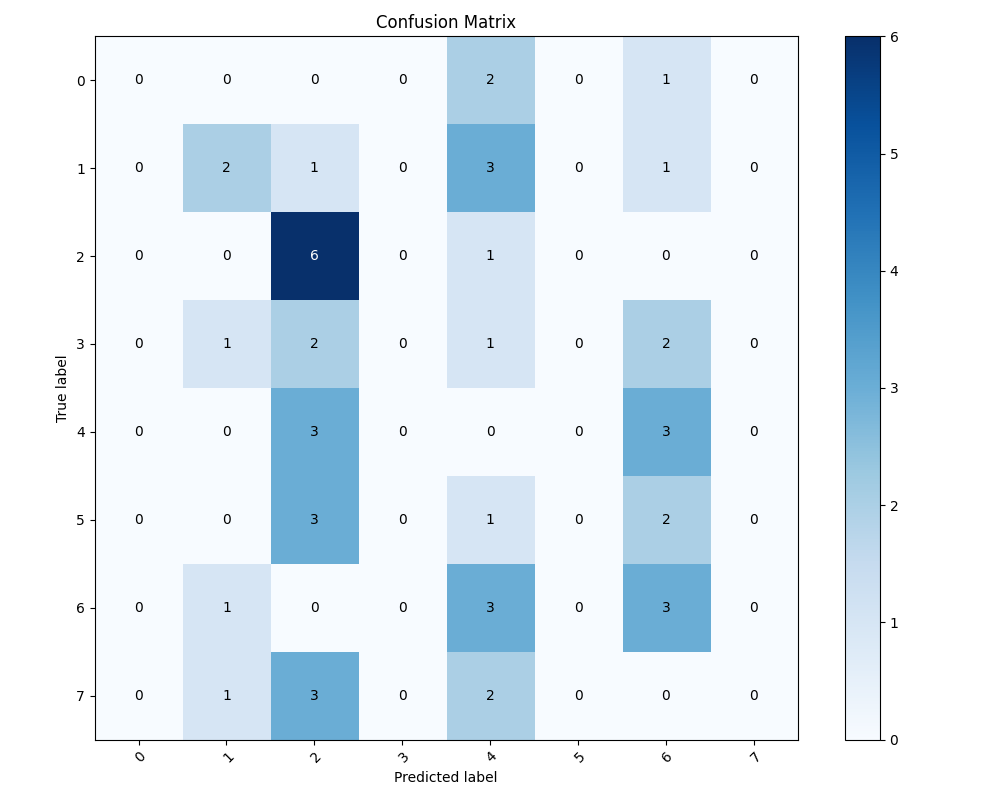 Confusion Matrix
0 0 0 0 0 2 0 1 0
1 0 2 1 0 3 0 1 0
2 0 0 6 0 1 0 0 0
3 0 1 2 0 1 0 2 0
4 0 0 3 0 0 0 3 0
5 0 0 3 0 1 0 2 0
6 0 1 0 0 3 0 3 0
7 0 1 3 0 2 0 0 0
0 1 2 3 4 5 6 7
True label
Predicted label
6
5
4
3
2
1
0